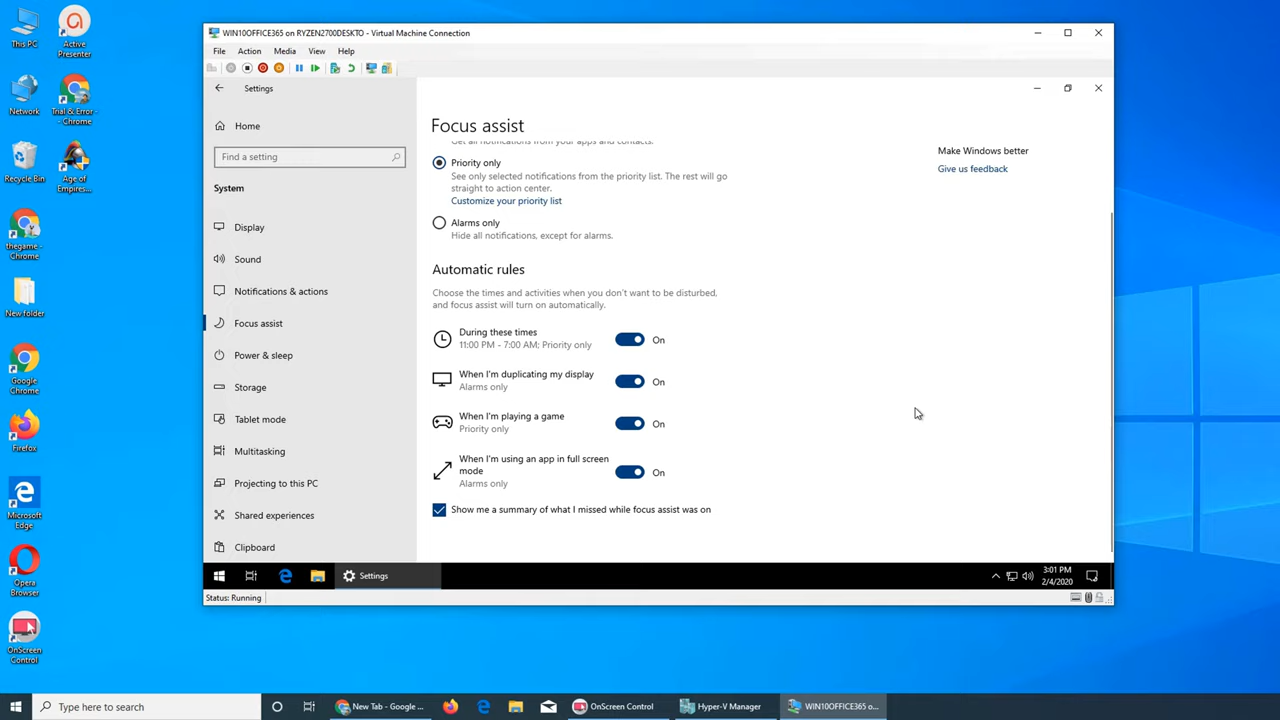 This PC
Active
Presenter
Network
Trial & Error -
- Chrome
Recycle Bin
Age of
Empires...
thegame -
Chrome
New folder
Google
Chrome
Firefox
Microsoft
Edge
Opera
Browser
OnScreen
Control
WIN10OFFICE365 on RYZEN2700DESKTO - Virtual Machine Connection
File Action Media View Help
Settings
Home
Find a setting
System
Display
Sound
Notifications & actions
Focus assist
Power & sleep
Storage
Tablet mode
Multitasking
Projecting to this PC
Shared experiences
Clipboard
Focus assist
Get all notifications from your apps and contacts.
Priority only
See only selected notifications from the priority list. The rest will go
straight to action center.
Customize your priority list
Alarms only
Hide all notifications, except for alarms.
Automatic rules
Choose the times and activities when you don't want to be disturbed,
and focus assist will turn on automatically.
During these times
11:00 PM - 7:00 AM; Priority only
On
When I'm duplicating my display
Alarms only
On
When I'm playing a game
Priority only
On
When I'm using an app in full screen
mode
Alarms only
On
Show me a summary of what I missed while focus assist was on
Make Windows better
Give us feedback
Settings
3:01 PM
2/4/2020
Status: Running
Type here to search
New Tab - Google ...
OnScreen Control
Hyper-V Manager
WIN10OFFICE365 o...